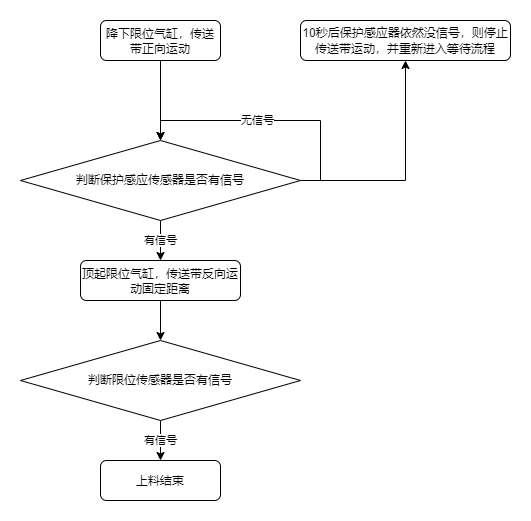 降下限位气缸，传送
带正向运动
10秒后保护感应器依然没信号，则停止
传送带运动，并重新进入等待流程
无信号
判断保护感应传感器是否有信号
有信号
顶起限位气缸，传送带反向运
动固定距离
判断限位传感器是否有信号
有信号
上料结束